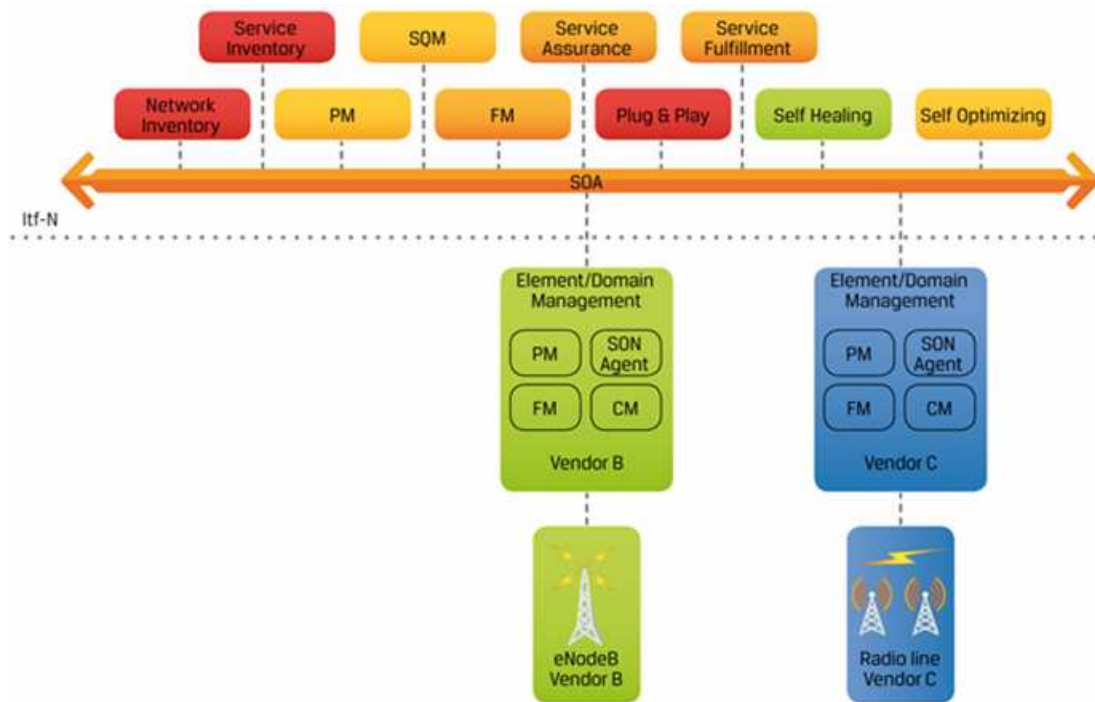 Service
Inventory
SQM
Service
Assurance
Service
Fulfillment
Network
Inventory
PM
FM
Plug & Play
Self Healing
Self Optimizing
SOA
Itf-N
Element/Domain
Management
PM
SON
Agent
FM
CM
Vendor B
Element/Domain
Management
PM
SON
Agent
FM
CM
Vendor C
eNodeB
Vendor B
Radio line
Vendor C